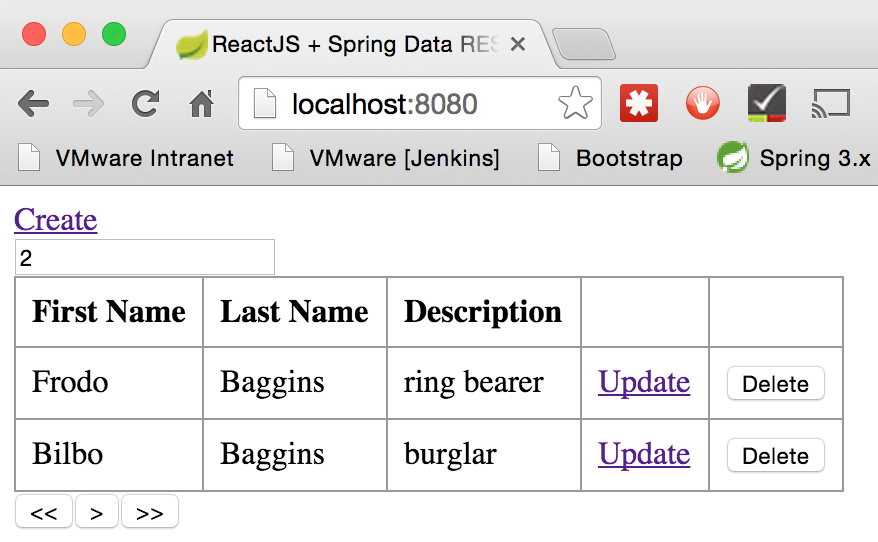 ReactJS + Spring Data RES
localhost:8080
VMware Intranet VMware [Jenkins] Bootstrap Spring 3.x
Create
2
First Name Last Name Description
Frodo Baggins ring bearer Update Delete
Bilbo Baggins burglar Update Delete
<< > >>